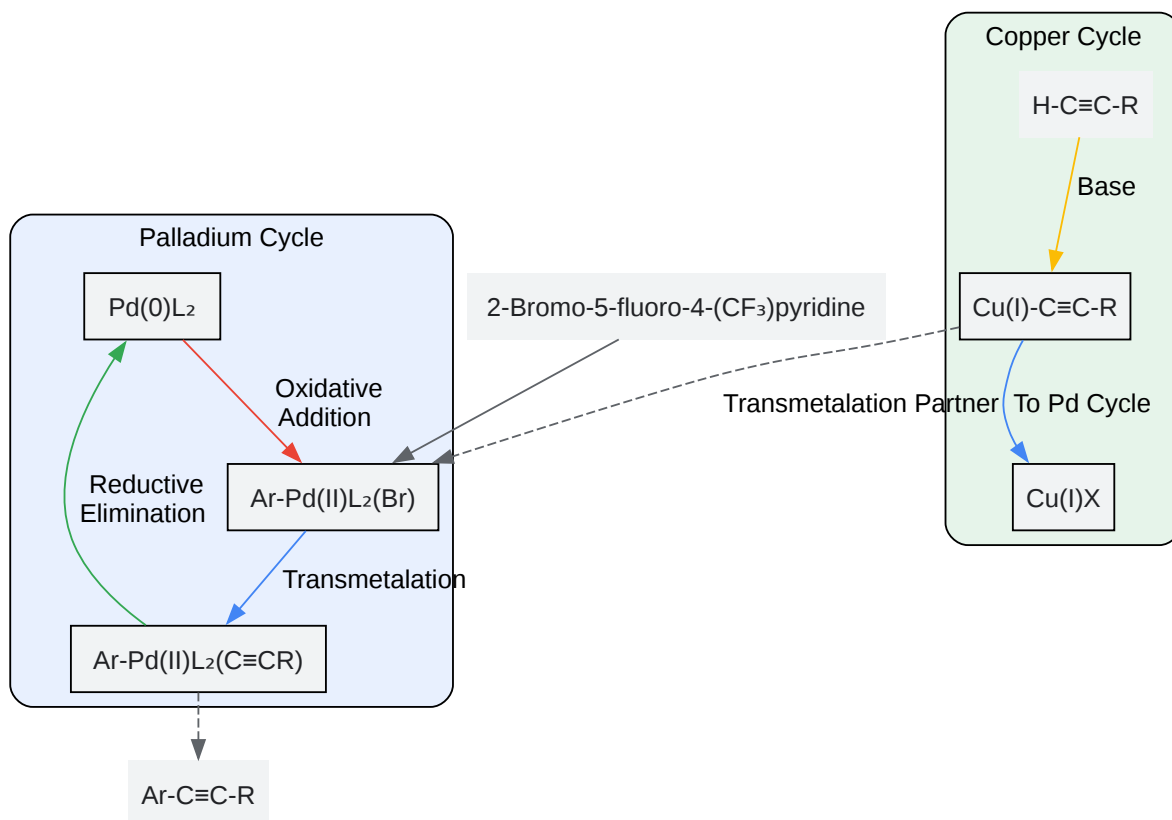 Copper Cycle
H-C≡C-R
Base
Palladium Cycle
Pd(0)L₂
2-Bromo-5-fluoro-4-(CF₃)pyridine
Cu(I)-C≡C-R
Oxidative
Addition
Transmetalation Partner
To Pd Cycle
Reductive
Elimination
Ar-Pd(II)L₂(Br)
Cu(I)X
Transmetalation
Ar-Pd(II)L₂(C≡CR)
Ar-C≡C-R